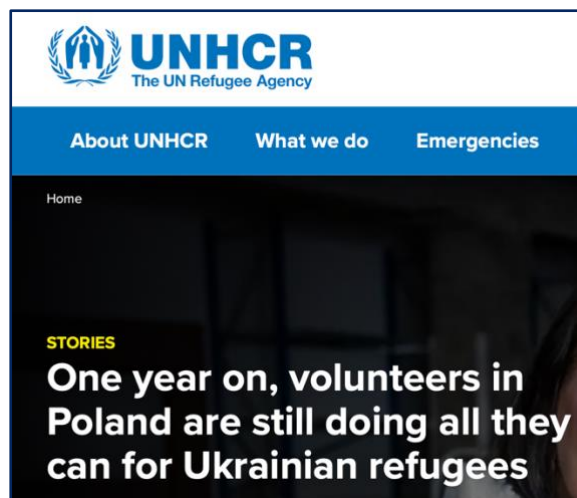 UNHCR
The UN Refugee Agency
About UNHCR What we do Emergencies
Home
STORIES
One year on, volunteers in
Poland are still doing all they
can for Ukrainian refugees